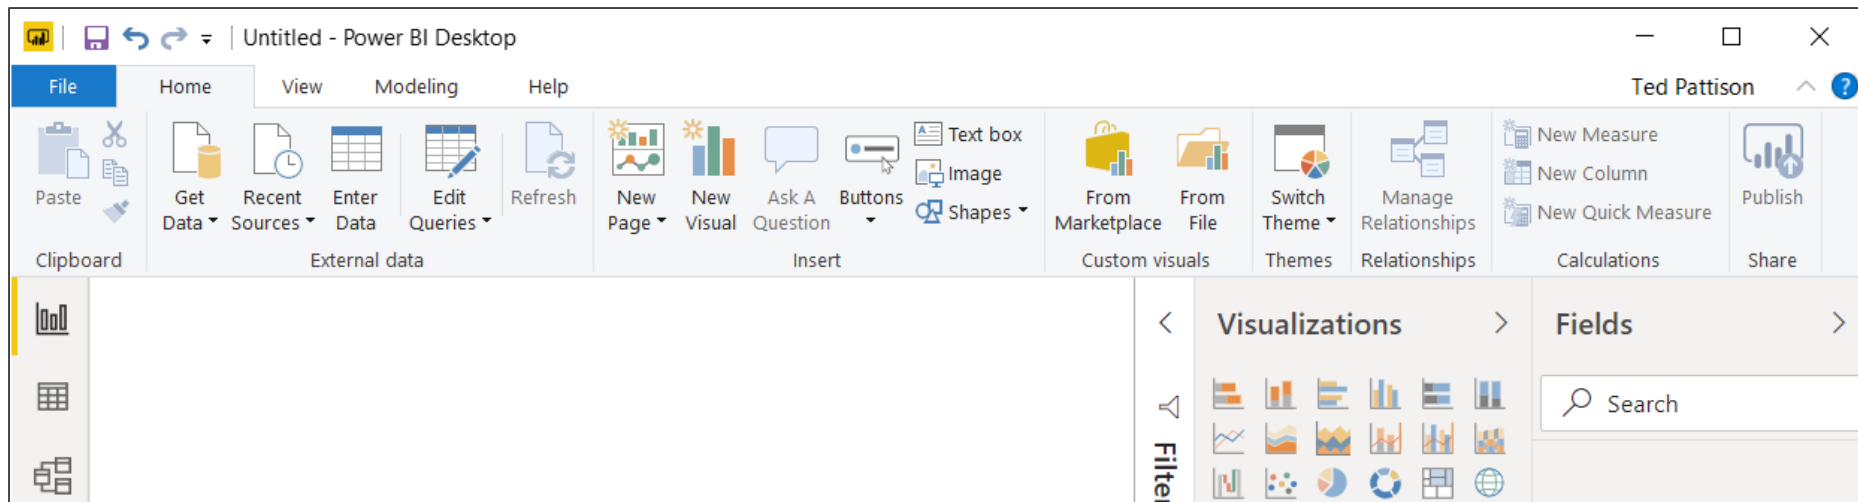 Untitled - Power BI Desktop
File Home View Modeling Help Ted Pattison
Paste
Get Data
Recent Sources
Enter Data
Edit Queries
Refresh
New Page
New Visual
Ask A Question
Buttons
Text box
Image
Shapes
From Marketplace
From File
Switch Theme
Manage Relationships
New Measure
New Column
New Quick Measure
Publish
Clipboard External data Insert Custom visuals Themes Relationships Calculations Share
Visualizations
Fields
Search